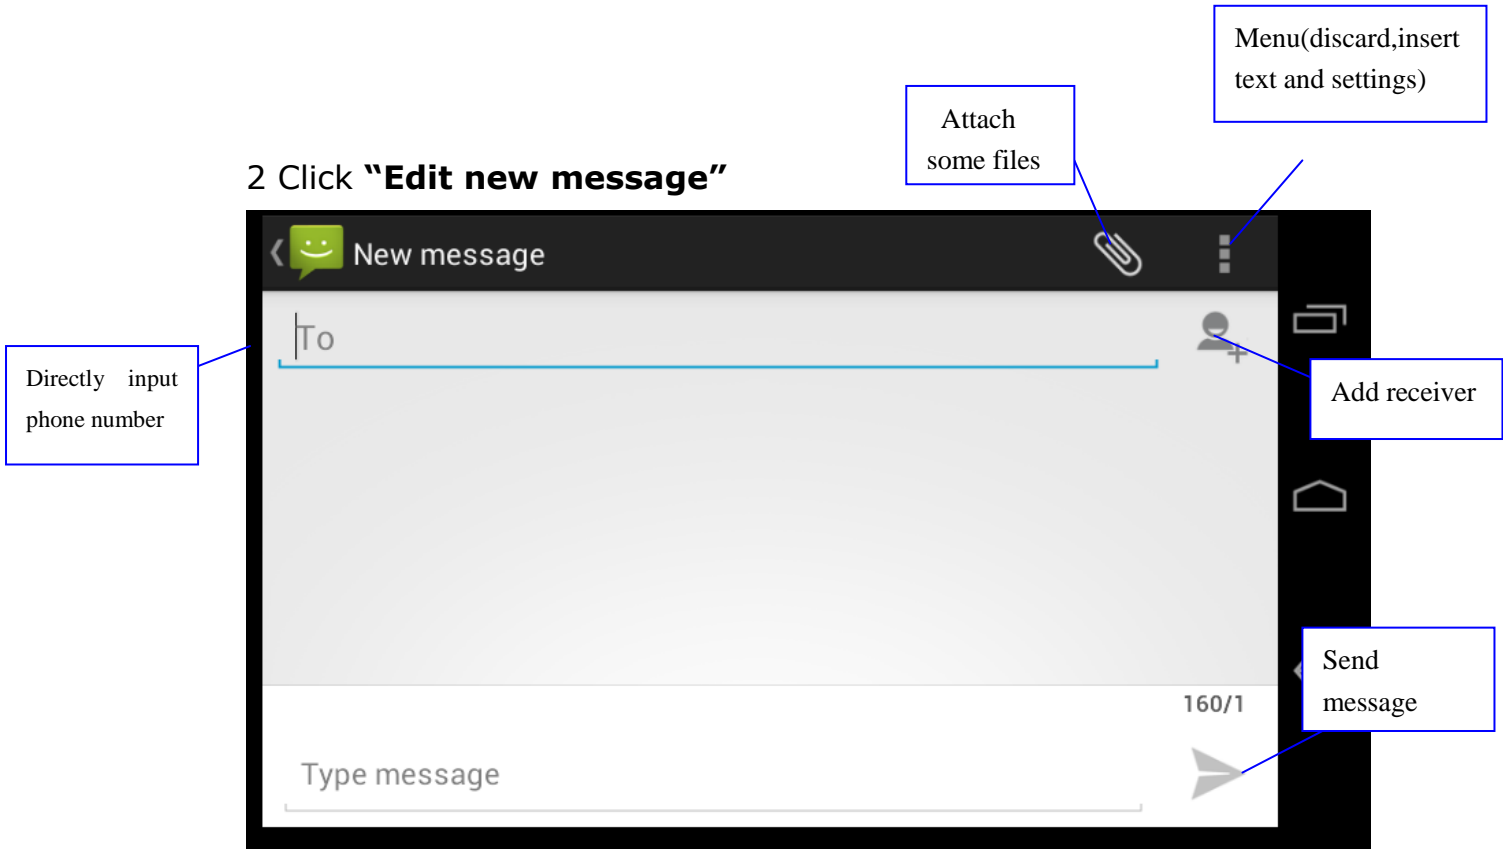 Menu(discard,insert
text and settings)
Attach
some files
2 Click “Edit new message”
New message
To
Directly input
phone number
Add receiver
Send
message
160/1
Type message